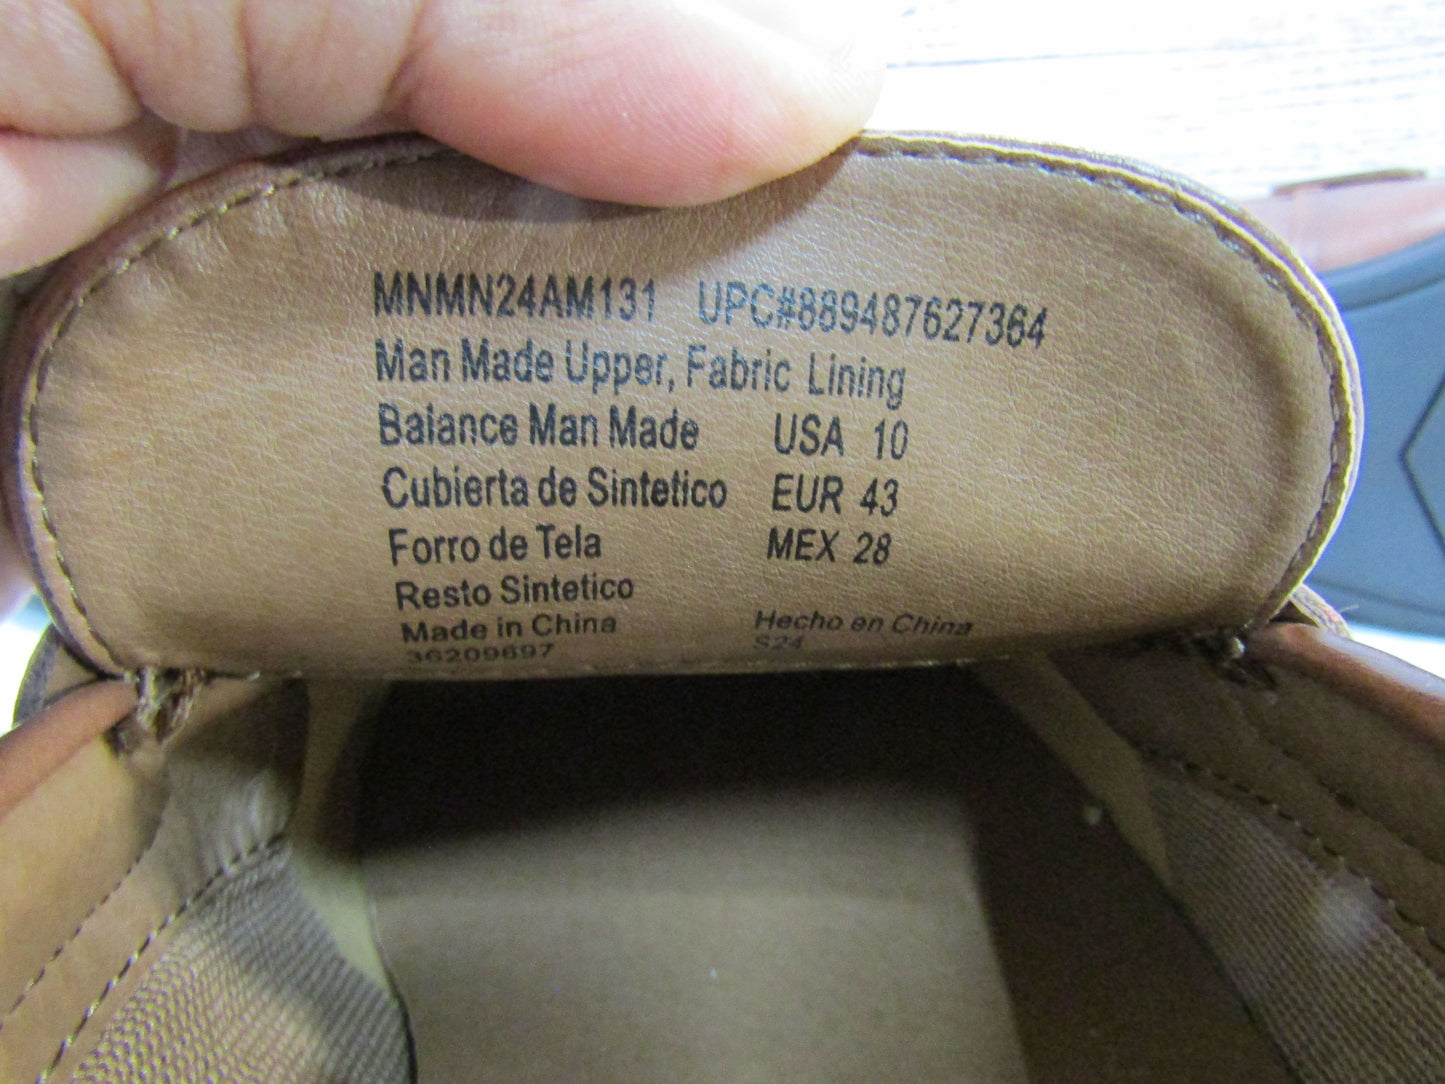 MNMN24AM131 UPC#889487627364
Man Made Upper, Fabric Lining
Balance Man Made USA 10
Cubierta de Sintetico EUR 43
Forro de Tela MEX 28
Resto Sintetico
Made in China Hecho en China
36209697 S24